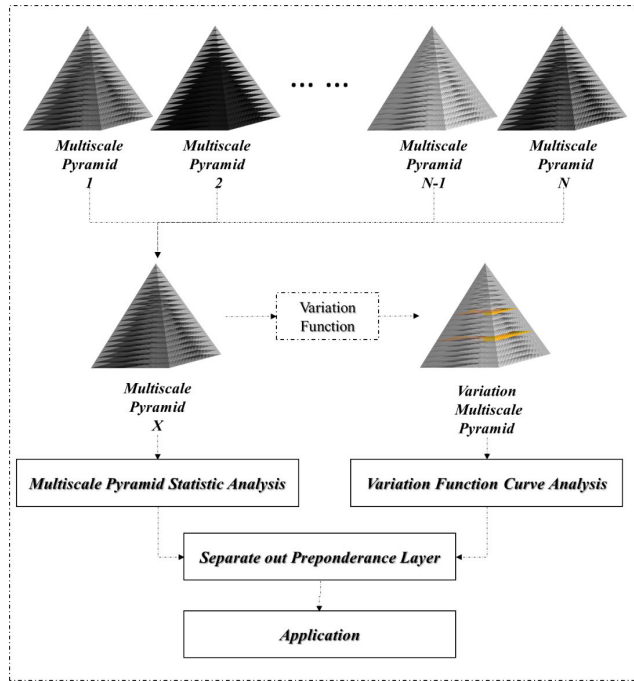 ... ...
Multiscale
Pyramid
1
Multiscale
Pyramid
2
Multiscale
Pyramid
N-1
Multiscale
Pyramid
N
Variation
Function
Multiscale
Pyramid
X
Variation
Multiscale
Pyramid
Multiscale Pyramid Statistic Analysis
Variation Function Curve Analysis
Separate out Preponderance Layer
Application